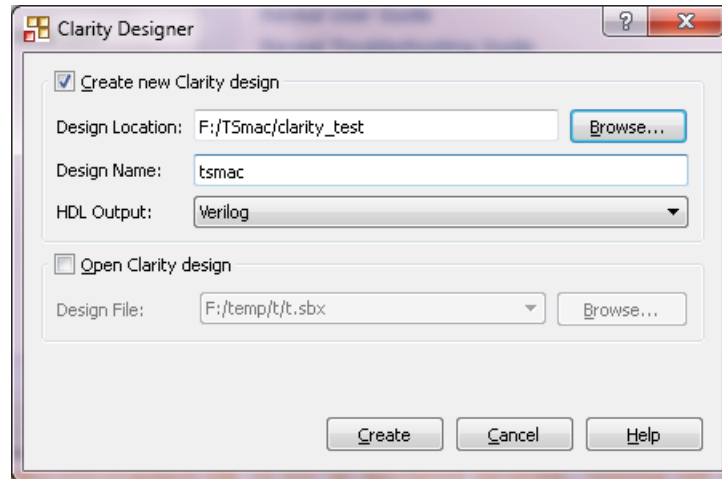 Clarity Designer
Create new Clarity design
Design Location: F:/TSmac/clarity_test Browse...
Design Name: tsmac
HDL Output: Verilog
Open Clarity design
Design File: F:/temp/t/t.sbx Browse...
Create Cancel Help